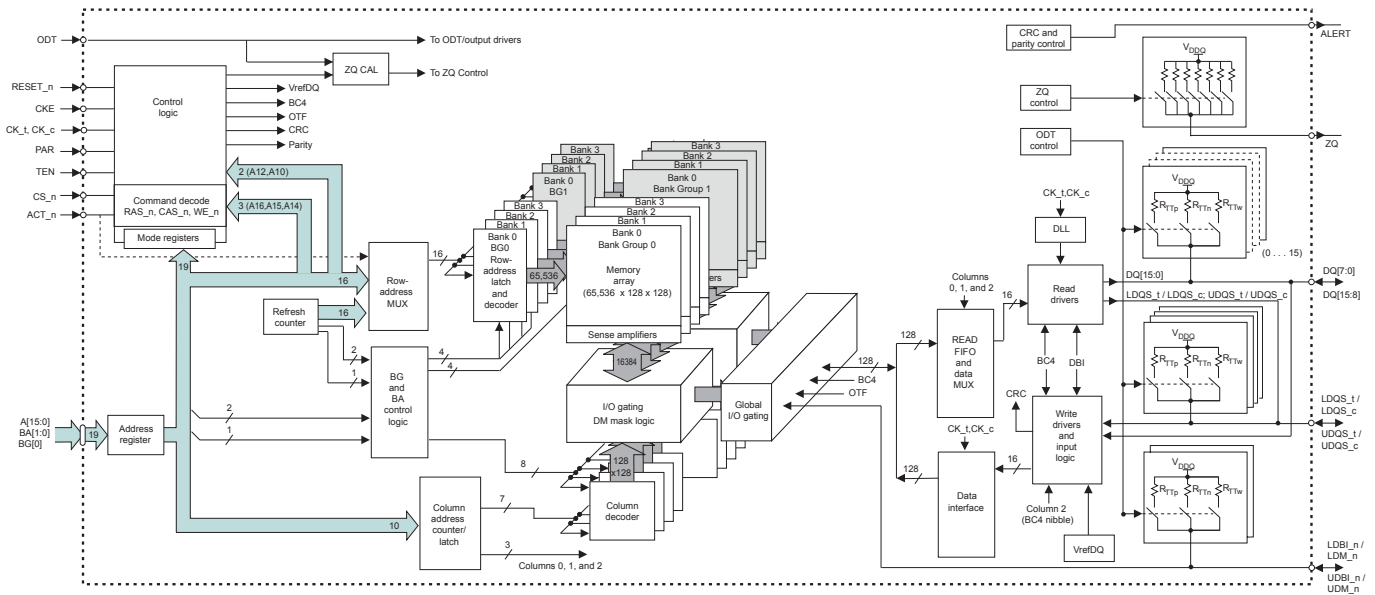 ODT
To ODT/output drivers
ZQ CAL
To ZQ Control
RESET_n
CKE
CK_t, CK_c
PAR
TEN
CS_n
ACT_n
Control
logic
VrefDQ
BC4
OTF
CRC
Parity
2 (A12,A10)
3 (A16,A15,A14)
Command decode
RAS_n, CAS_n, WE_n
Mode registers
19
16
Refresh
counter
16
Row-
address
MUX
16
2
1
BG
and
BA
control
logic
4
4
2
1
A[15:0]
BA[1:0]
BG[0]
19
Address
register
10
Column
address
counter/
latch
8
7
3
Columns 0, 1, and 2
Bank 3
Bank 2
Bank 1
Bank 0
BG1
Bank 3
Bank 2
Bank 1
Bank 0
BG0
Row-
address
latch
and
decoder
65,536
Bank 3
Bank 2
Bank 1
Bank 0
Bank Group 1
Bank 3
Bank 2
Bank 1
Bank 0
Bank Group 0
Memory
array
(65,536 x 128 x 128)
Sense amplifiers
ers
16384
I/O gating
DM mask logic
128
x128
Column
decoder
Global
I/O gating
128
BC4
OTF
128
128
Columns
0, 1, and 2
READ
FIFO
and
data
MUX
16
CK_t,CK_c
DLL
Read
drivers
DQ[15:0]
LDQS_t / LDQS_c; UDQS_t / UDQS_c
BC4
DBI
CRC
Write
drivers
and
input
logic
CK_t,CK_c
Data
interface
16
Column 2
(BC4 nibble)
VrefDQ
CRC and
parity control
ALERT
ZQ
control
VDDQ
ZQ
ODT
control
VDDQ
RTTp
RTTn
RTTw
(0 . . . 15)
DQ[7:0]
DQ[15:8]
VDDQ
RTTp
RTTn
RTTw
LDQS_t /
LDQS_c
UDQS_t /
UDQS_c
VDDQ
RTTp
RTTn
RTTw
LDBI_n /
LDM_n
UDBI_n /
UDM_n